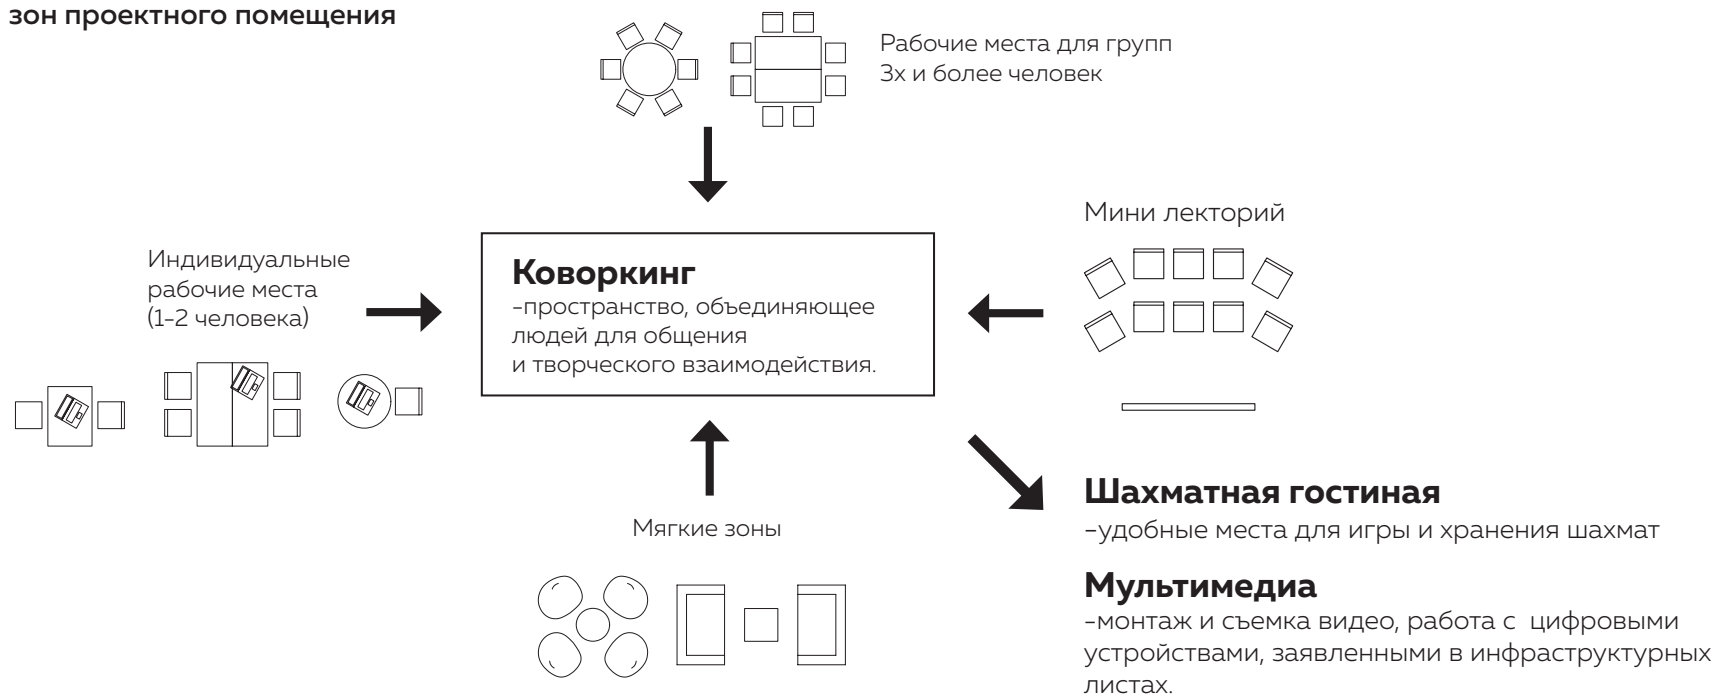 зон проектного помещения
Рабочие места для групп
3х и более человек
Мини лекторий
Индивидуальные
рабочие места
(1-2 человека)
Коворкинг
-пространство, объединяющее
людей для общения
и творческого взаимодействия.
Мягкие зоны
Шахматная гостиная
-удобные места для игры и хранения шахмат
Мультимедиа
-монтаж и съемка видео, работа с цифровыми
устройствами, заявленными в инфраструктурных
листах.